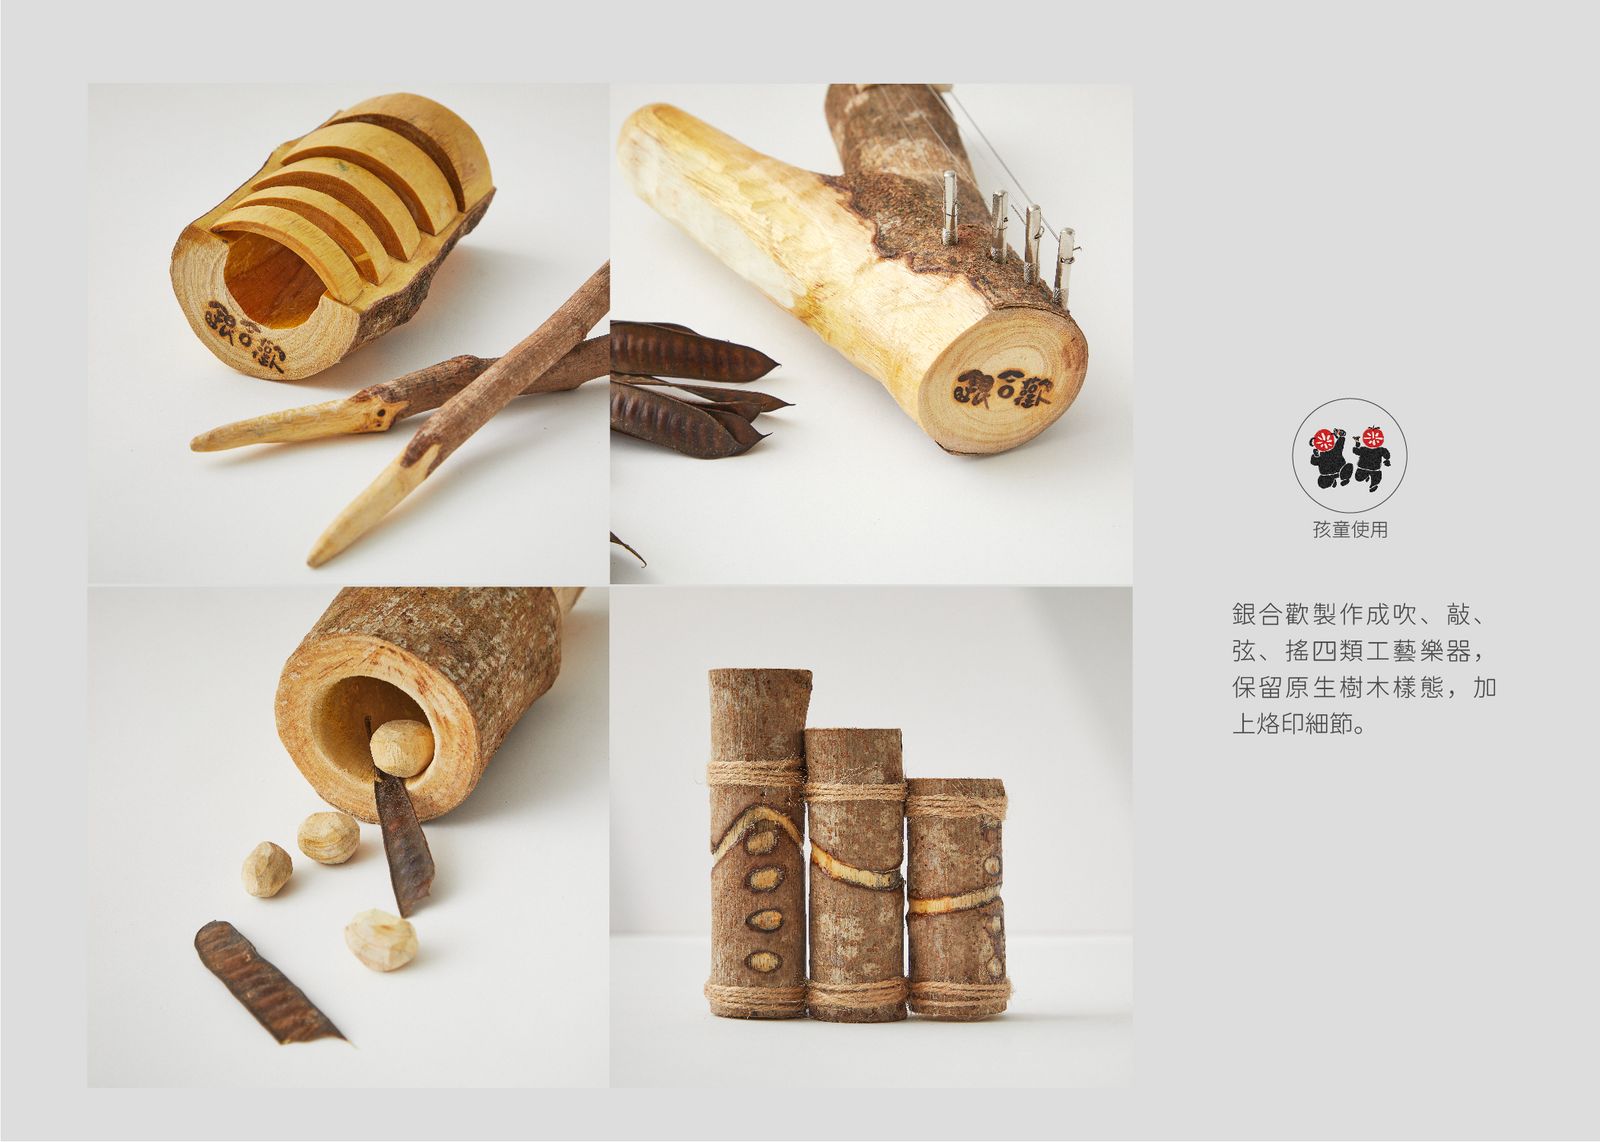 銀合歡
銀合歡
孩童使用
銀合歡製作成吹、敲、
弦、搖四類工藝樂器，
保留原生樹木樣態，加
上烙印細節。